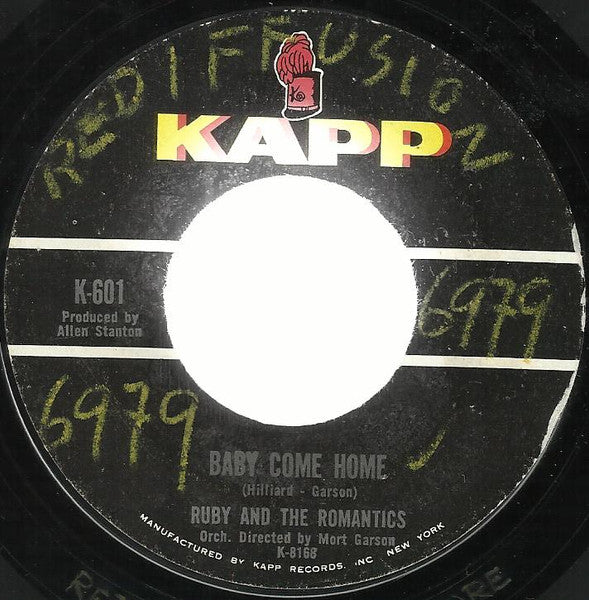 REDIFFUSION
K
KAPP
K-601
Produced by
Allen Stanton
6979
6979
BABY COME HOME
(Hilliard - Garson)
RUBY AND THE ROMANTICS
Orch. Directed by Mort Garson
K-8168
MANUFACTURED BY KAPP RECORDS, INC NEW YORK